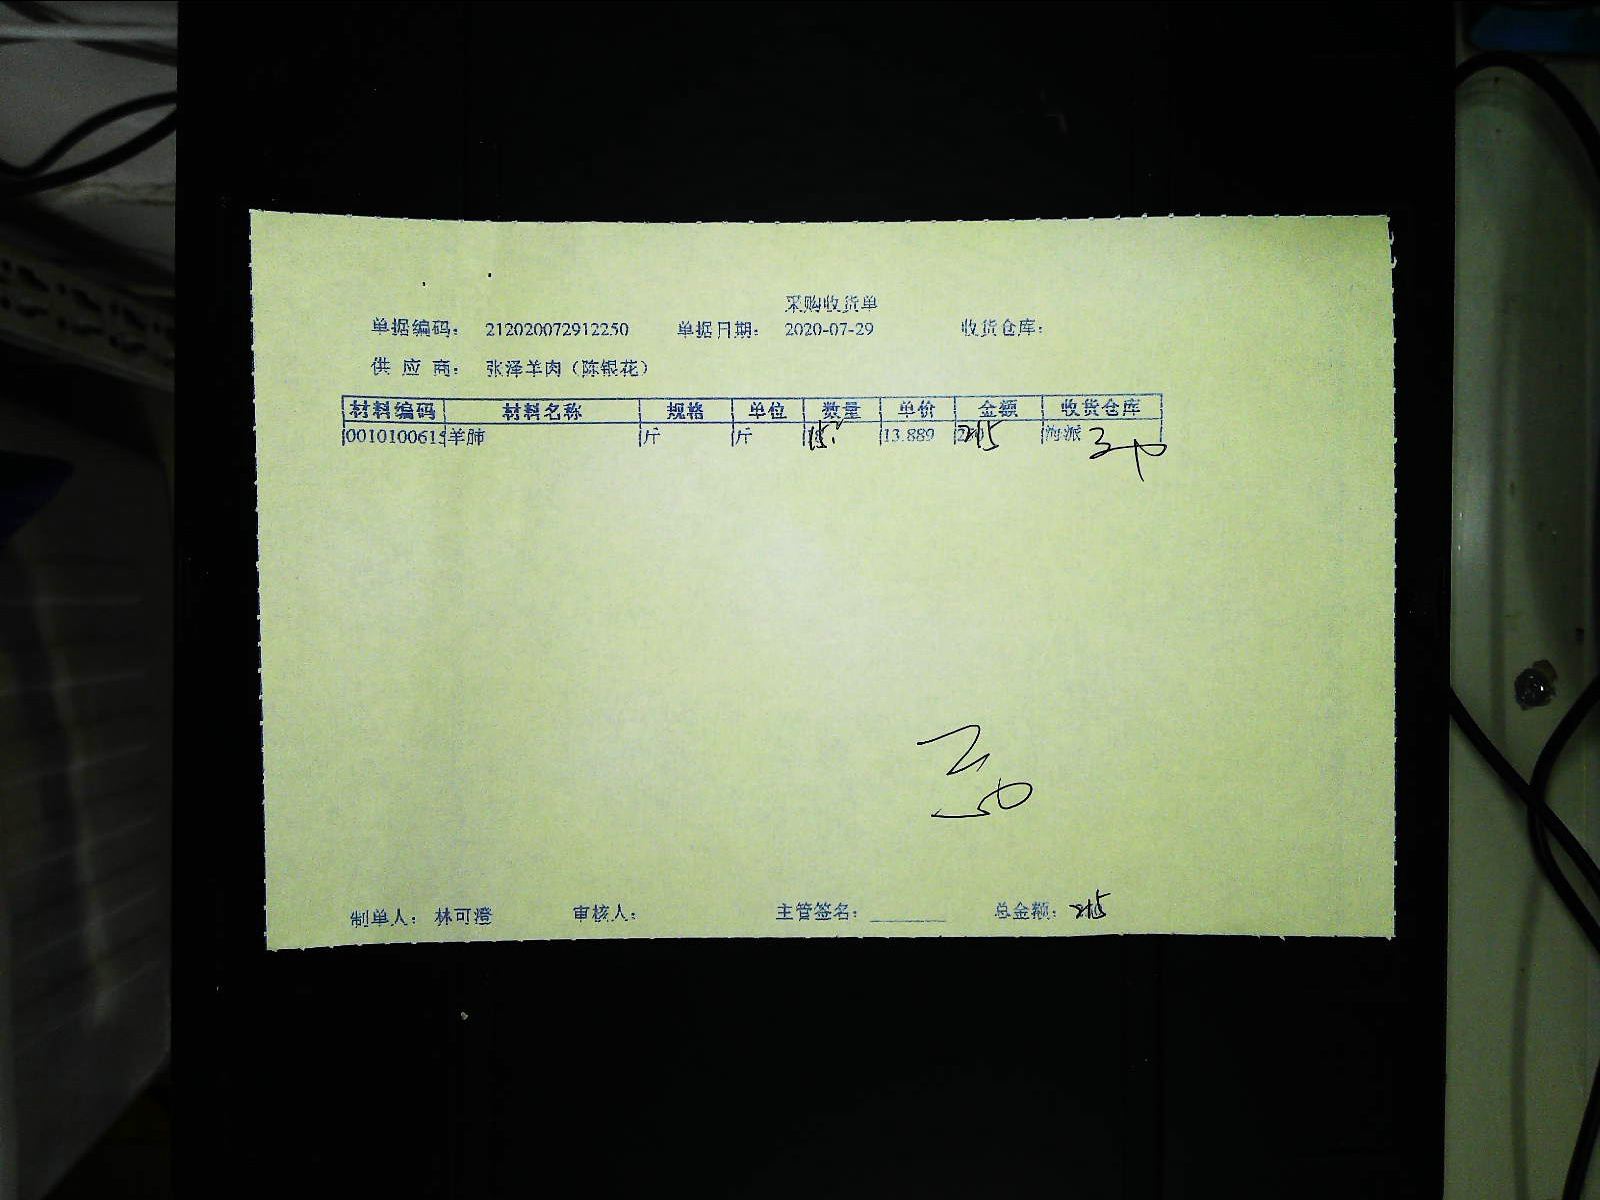 采购收货单
单据编码： 212020072912250 单据日期： 2020-07-29 收货仓库：
供 应 商： 张泽羊肉（陈银花）
材料编码 材料名称 规格 单位 数量 单价 金额 收货仓库
001010061 羊肺 斤 斤 15. 13.889 215 海派
制单人： 林可澄 审核人： 主管签名： 总金额： 215